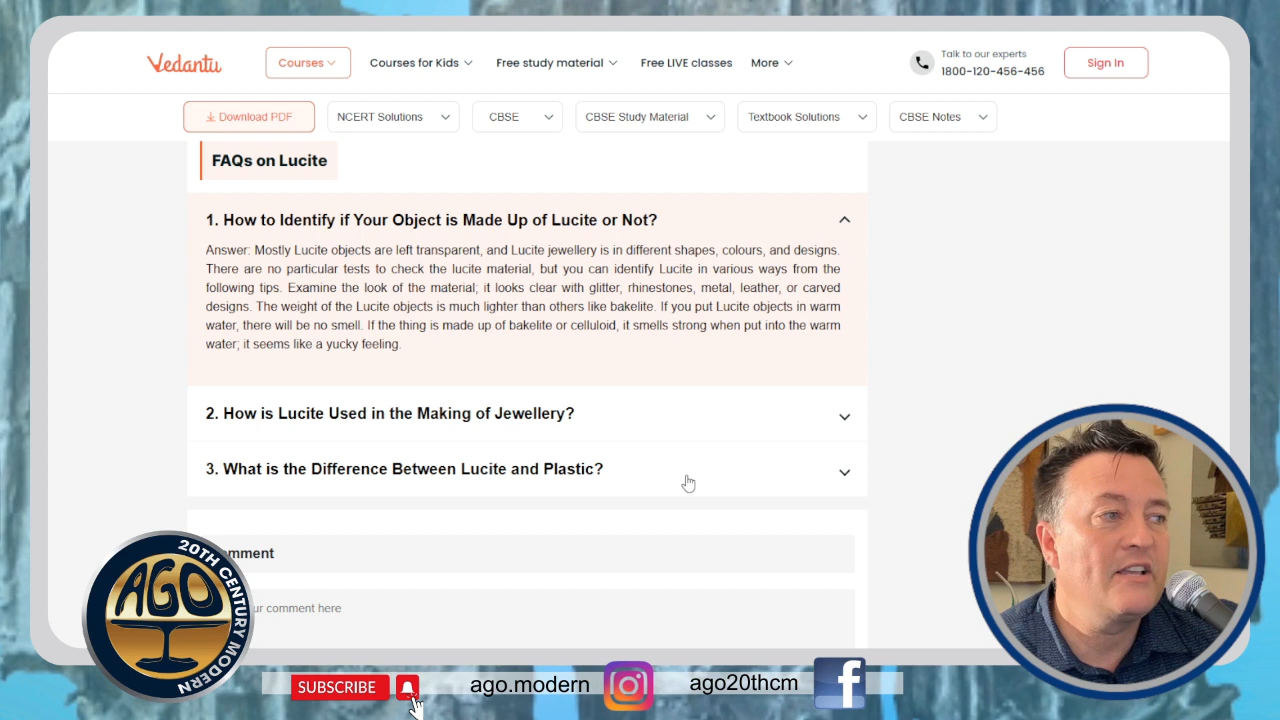 Vedantu
Courses
Courses for Kids
Free study material
Free LIVE classes
More
Talk to our experts
1800-120-456-456
Sign In
Download PDF
NCERT Solutions
CBSE
CBSE Study Material
Textbook Solutions
CBSE Notes
FAQs on Lucite
1. How to Identify if Your Object is Made Up of Lucite or Not?
Answer: Mostly Lucite objects are left transparent, and Lucite jewellery is in different shapes, colours, and designs.
There are no particular tests to check the lucite material, but you can identify Lucite in various ways from the
following tips. Examine the look of the material; it looks clear with glitter, rhinestones, metal, leather, or carved
designs. The weight of the Lucite objects is much lighter than others like bakelite. If you put Lucite objects in warm
water, there will be no smell. If the thing is made up of bakelite or celluloid, it smells strong when put into the warm
water; it seems like a yucky feeling.
2. How is Lucite Used in the Making of Jewellery?
3. What is the Difference Between Lucite and Plastic?
omment
ur comment here
AGO
20TH CENTURY MODERN
SUBSCRIBE
ago.modern
ago20thcm
f